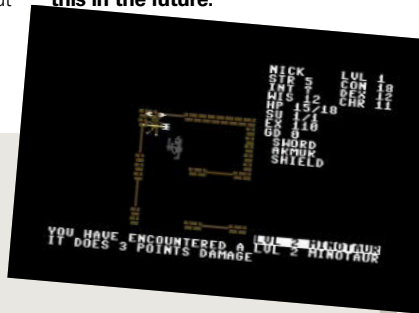 this in the future.
NICK LVL 1
STR 5 CON 18
INT 7 DEX 12
WIS 12 CHR 11
HP 15/18
SU 1/1
EX 110
GD 0
SWORD
SHIELD
YOU HAVE ENCOUNTERED A LVL 2 MINOTAUR
IT DOES 3 POINTS DAMAGE LVL 2 MINOTAUR